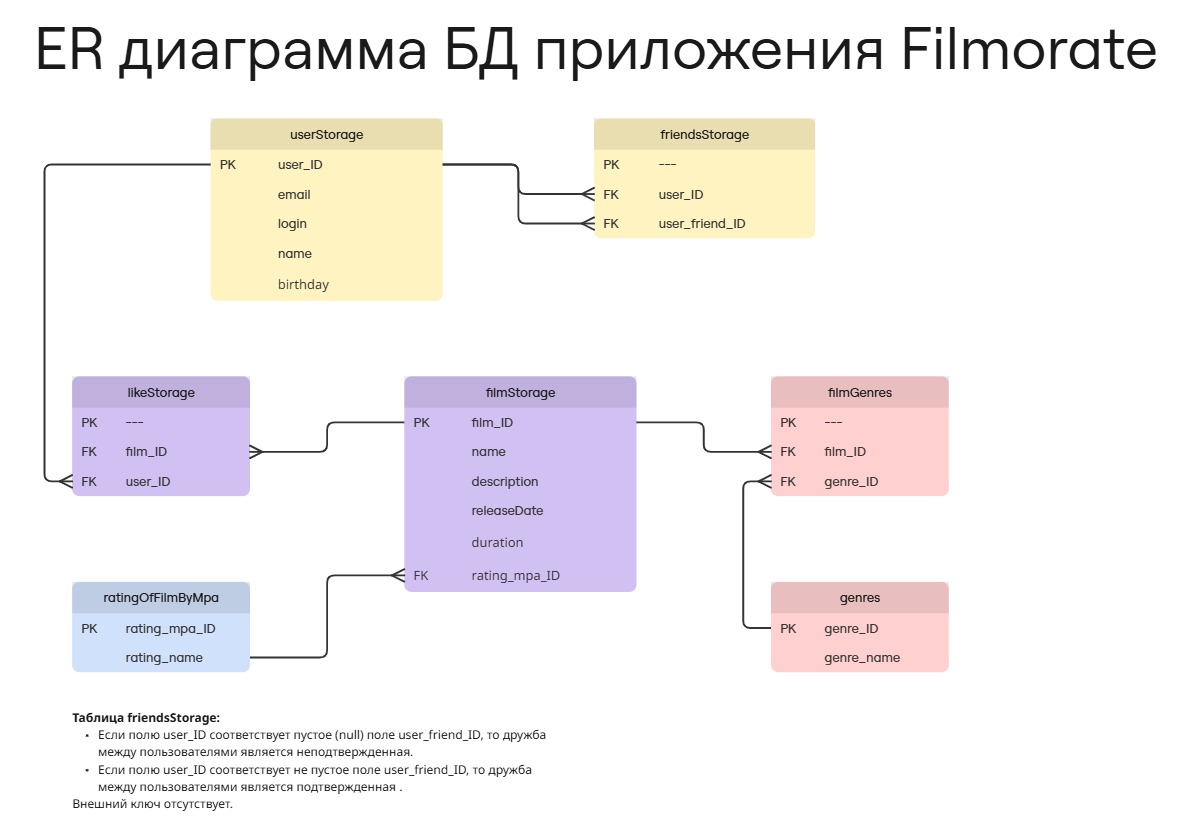 ER диаграмма БД приложения Filmorate
userStorage
PK user_ID
email
login
name
birthday
friendsStorage
PK ---
FK user_ID
FK user_friend_ID
likeStorage
PK ---
FK film_ID
FK user_ID
filmStorage
PK film_ID
name
description
releaseDate
duration
FK rating_mpa_ID
filmGenres
PK ---
FK film_ID
FK genre_ID
ratingOfFilmByMpa
PK rating_mpa_ID
rating_name
genres
PK genre_ID
genre_name
Таблица friendsStorage:
• Если полю user_ID соответствует пустое (null) поле user_friend_ID, то дружба
между пользователями является неподтвержденная.
• Если полю user_ID соответствует не пустое поле user_friend_ID, то дружба
между пользователями является подтвержденная .
Внешний ключ отсутствует.